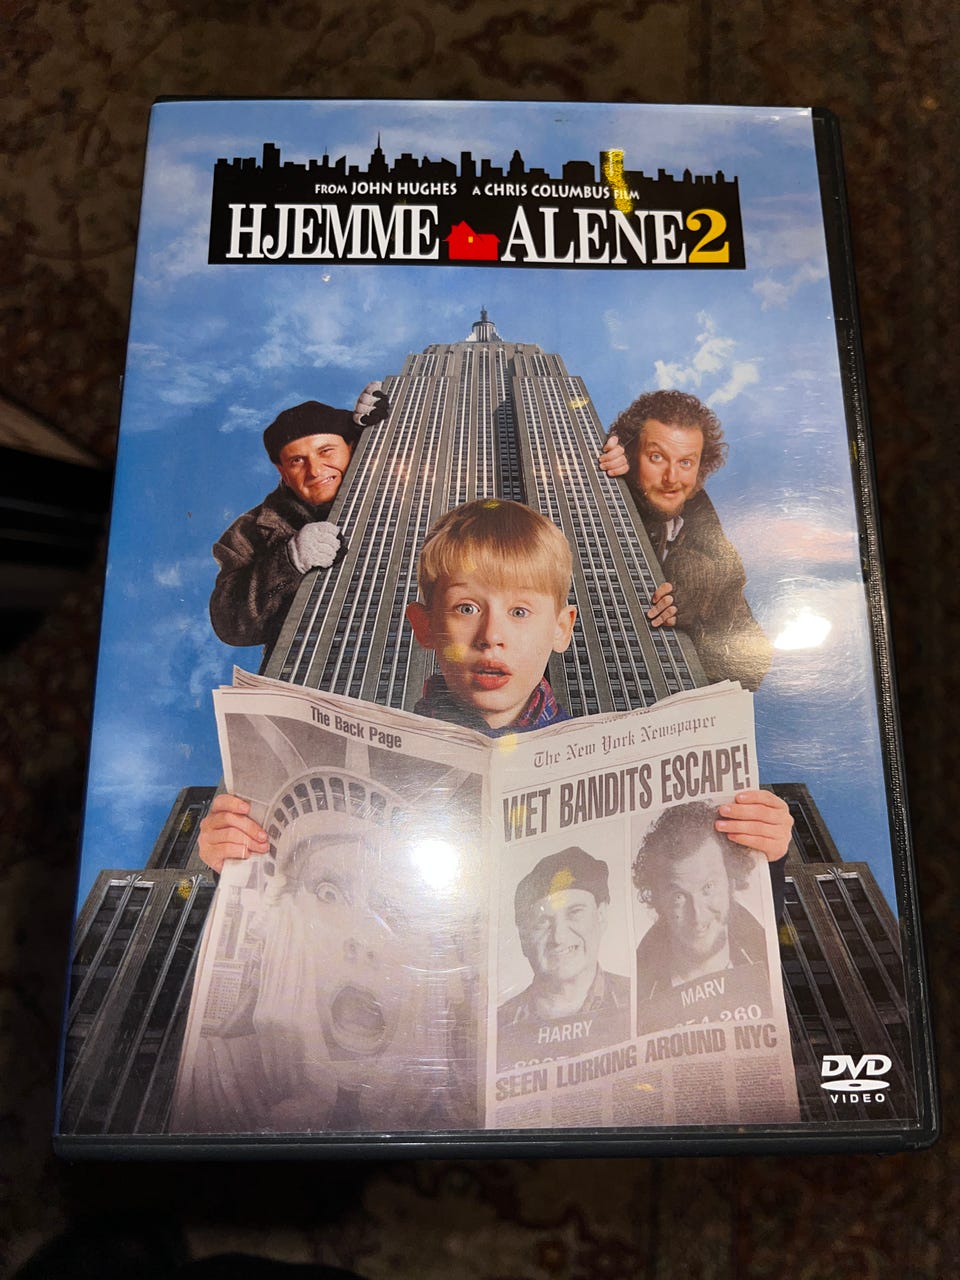 FROM JOHN HUGHES A CHRIS COLUMBUS FILM
HJEMME ALENE 2
The Back Page
The New York Newspaper
WET BANDITS ESCAPE!
HARRY
MARV
SEEN LURKING AROUND NYC
DVD
VIDEO